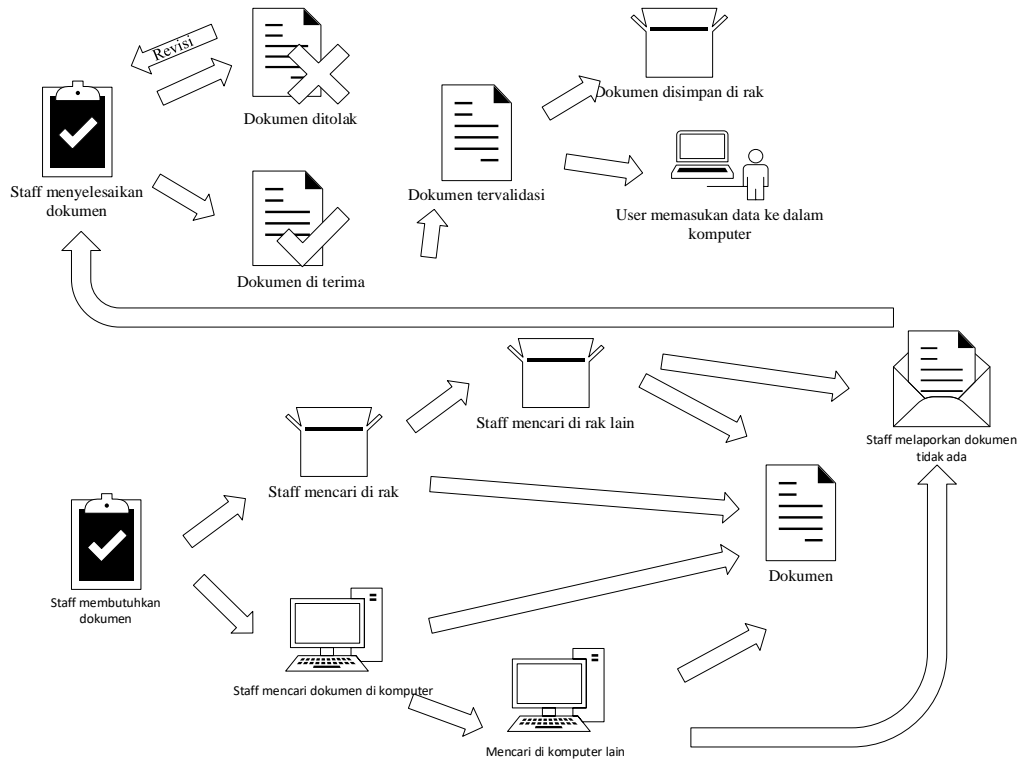 Revisi
Dokumen ditolak
Staff menyelesaikan
dokumen
Dokumen di terima
Dokumen tervalidasi
Dokumen disimpan di rak
User memasukan data ke dalam
komputer
Staff mencari di rak lain
Staff melaporkan dokumen
tidak ada
Staff mencari di rak
Dokumen
Staff membutuhkan
dokumen
Staff mencari dokumen di komputer
Mencari di komputer lain